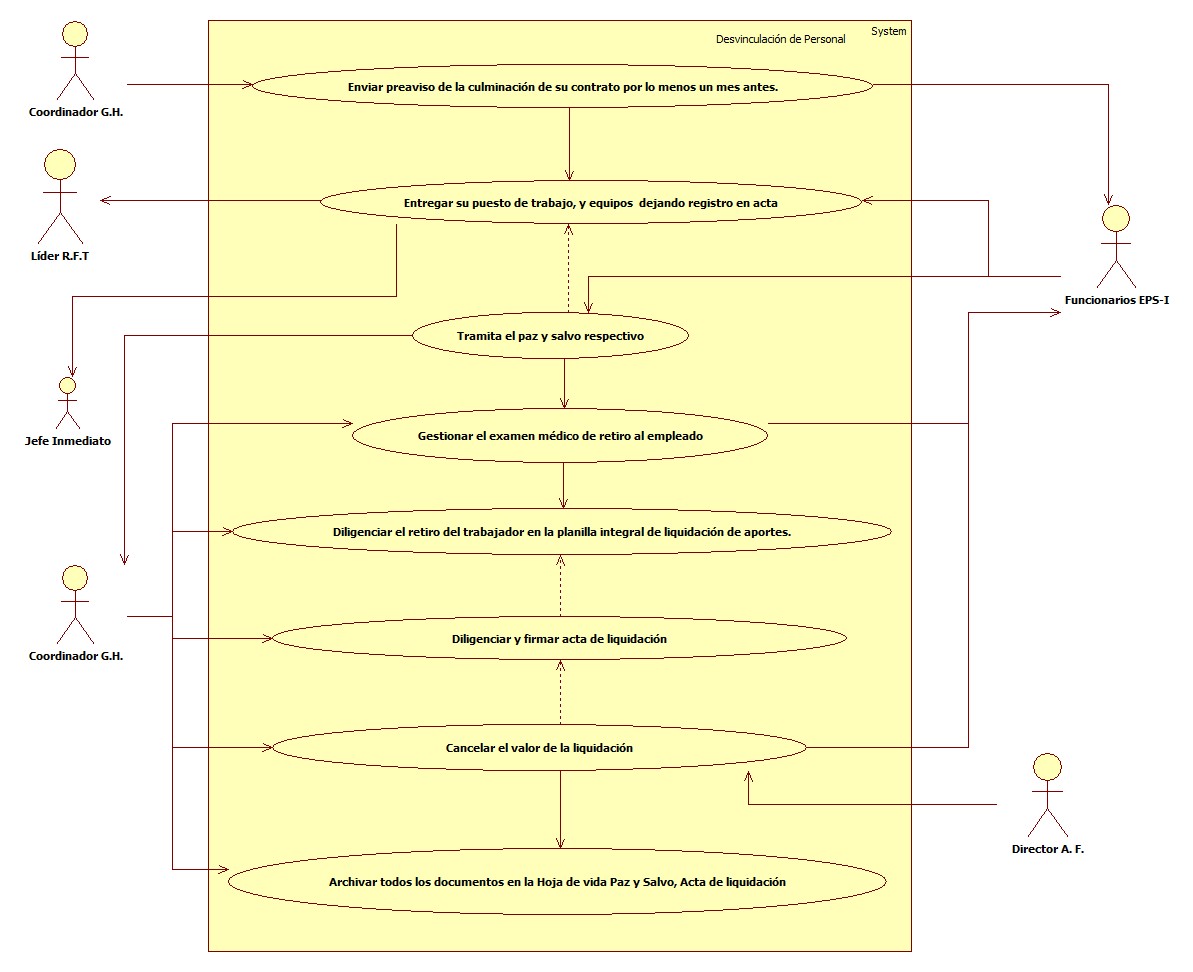 System
Desvinculación de Personal
Enviar preaviso de la culminación de su contrato por lo menos un mes antes.
Coordinador G.H.
Entregar su puesto de trabajo, y equipos  dejando registro en acta
Líder R.F.T
Funcionarios EPS-I
Tramita el paz y salvo respectivo
Jefe Inmediato
Gestionar el examen médico de retiro al empleado
Diligenciar el retiro del trabajador en la planilla integral de liquidación de aportes.
Diligenciar y firmar acta de liquidación
Coordinador G.H.
Cancelar el valor de la liquidación
Director A. F.
Archivar todos los documentos en la Hoja de vida Paz y Salvo, Acta de liquidación